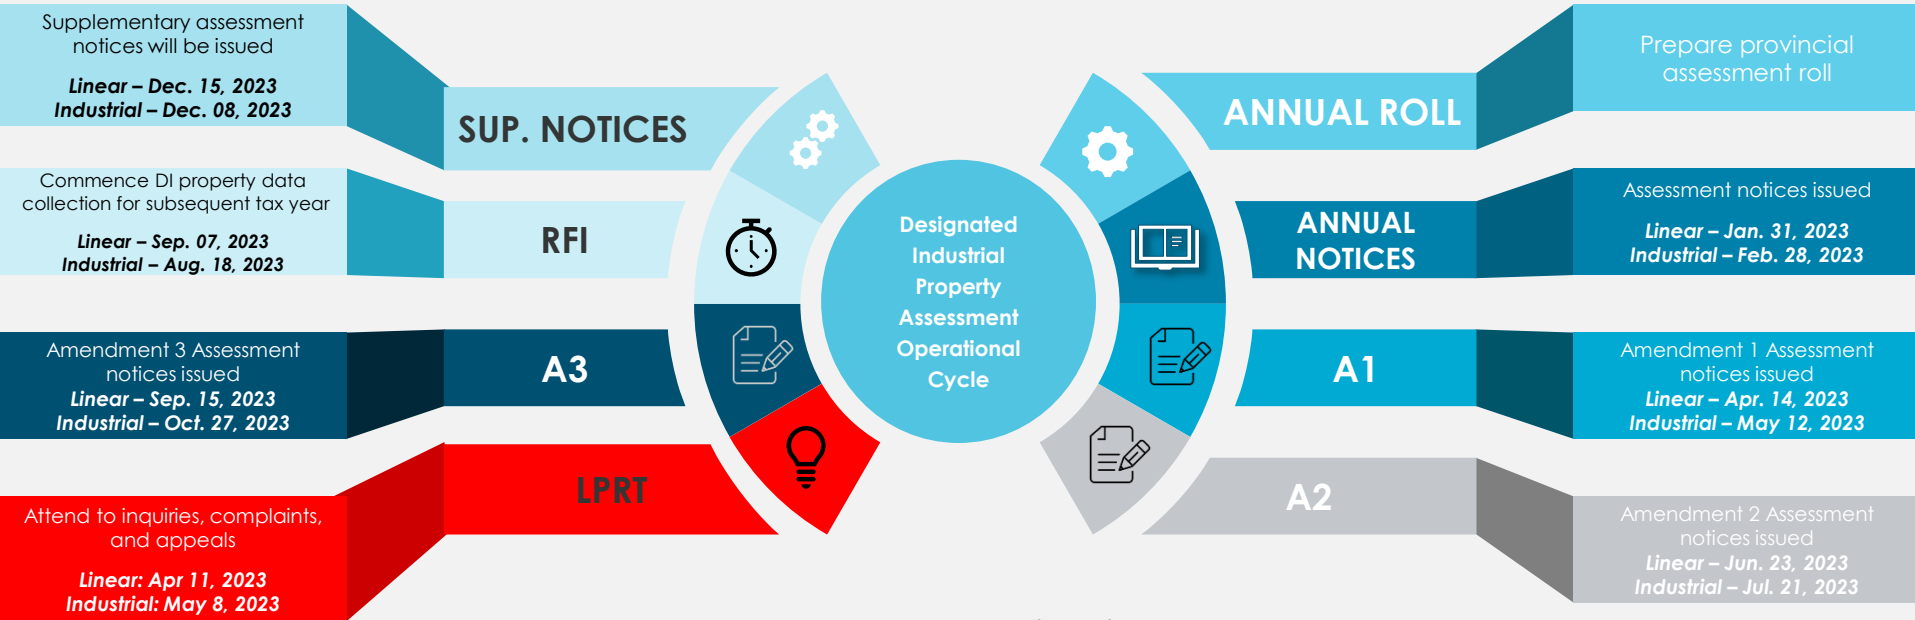 Supplementary assessment
notices will be issued
Linear – Dec. 15, 2023
Industrial – Dec. 08, 2023
SUP. NOTICES
Commence DI property data
collection for subsequent tax year
Linear – Sep. 07, 2023
Industrial – Aug. 18, 2023
RFI
Amendment 3 Assessment
notices issued
Linear – Sep. 15, 2023
Industrial – Oct. 27, 2023
A3
Attend to inquiries, complaints,
and appeals
Linear: Apr 11, 2023
Industrial: May 8, 2023
LPRT
Designated
Industrial
Property
Assessment
Operational
Cycle
ANNUAL ROLL
Prepare provincial
assessment roll
ANNUAL
NOTICES
Assessment notices issued
Linear – Jan. 31, 2023
Industrial – Feb. 28, 2023
A1
Amendment 1 Assessment
notices issued
Linear – Apr. 14, 2023
Industrial – May 12, 2023
A2
Amendment 2 Assessment
notices issued
Linear – Jun. 23, 2023
Industrial – Jul. 21, 2023